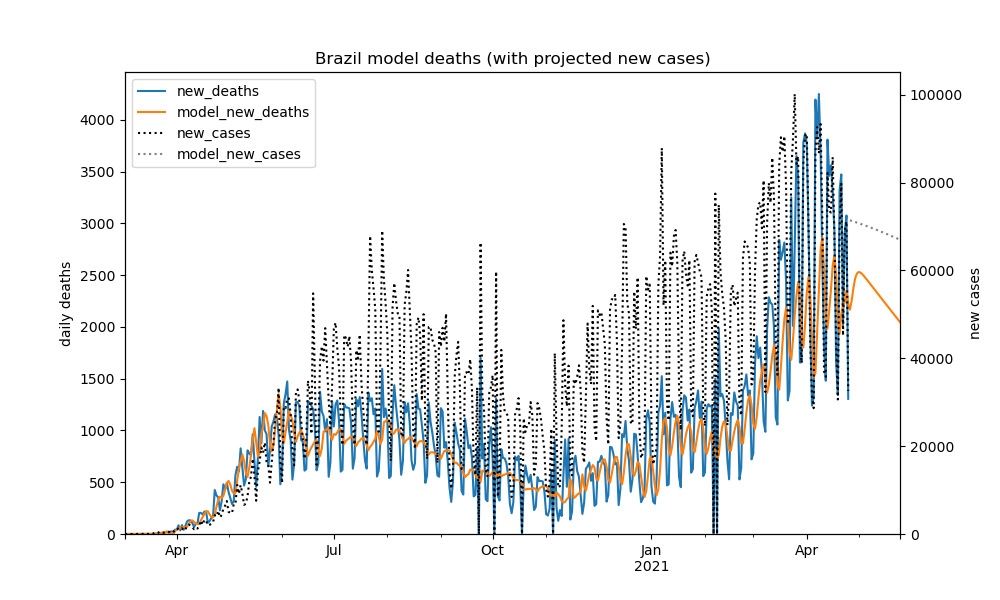 Brazil model deaths (with projected new cases)
new_deaths
model_new_deaths
new_cases
model_new_cases
daily deaths
4000
3500
3000
2500
2000
1500
1000
500
0
100000
80000
60000
40000
20000
0
new cases
Apr
Jul
Oct
Jan
2021
Apr